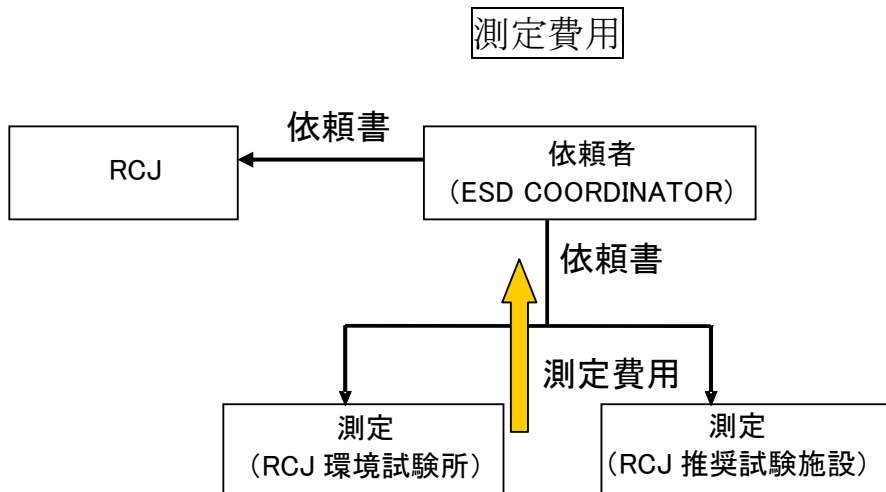 測定費用
依頼書
RCJ
依頼者
（ESD COORDINATOR）
依頼書
測定費用
測定
（RCJ 環境試験所）
測定
（RCJ 推奨試験施設）